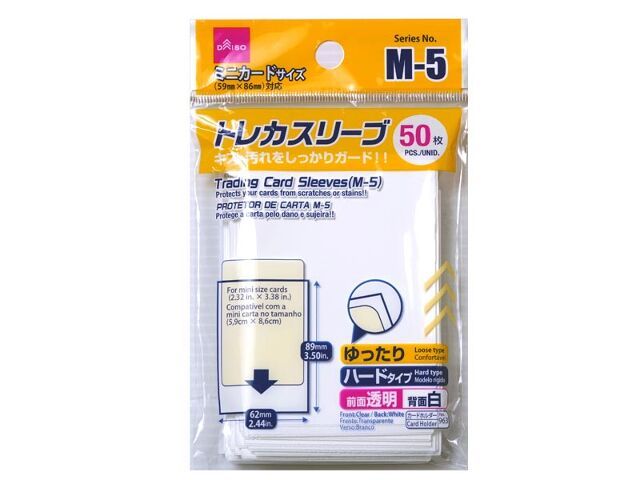 DAISO
Series No.
M-5
ミニカードサイズ
(59mm×86mm)対応
トレカスリーブ
50枚
PCS./UNID.
キズ・汚れをしっかりガード!!
Trading Card Sleeves(M-5)
Protects your cards from scratches or stains!!
PROTETOR DE CARTA M-5
Protege a carta pelo dano e sujeira!!
For mini size cards
(2.32 in. × 3.38 in.)
Compatível com a
mini carta no tamanho
(5,9cm × 8,6cm)
89mm
3.50in.
62mm
2.44in.
ゆったり
Loose type
Confortável
ハードタイプ
Hard type
Modelo rígido
前面透明
背面白
Front:Clear / Back:White
Frente:Transparente
Verso:Branco
カードホルダー
Card Holder
No.
963